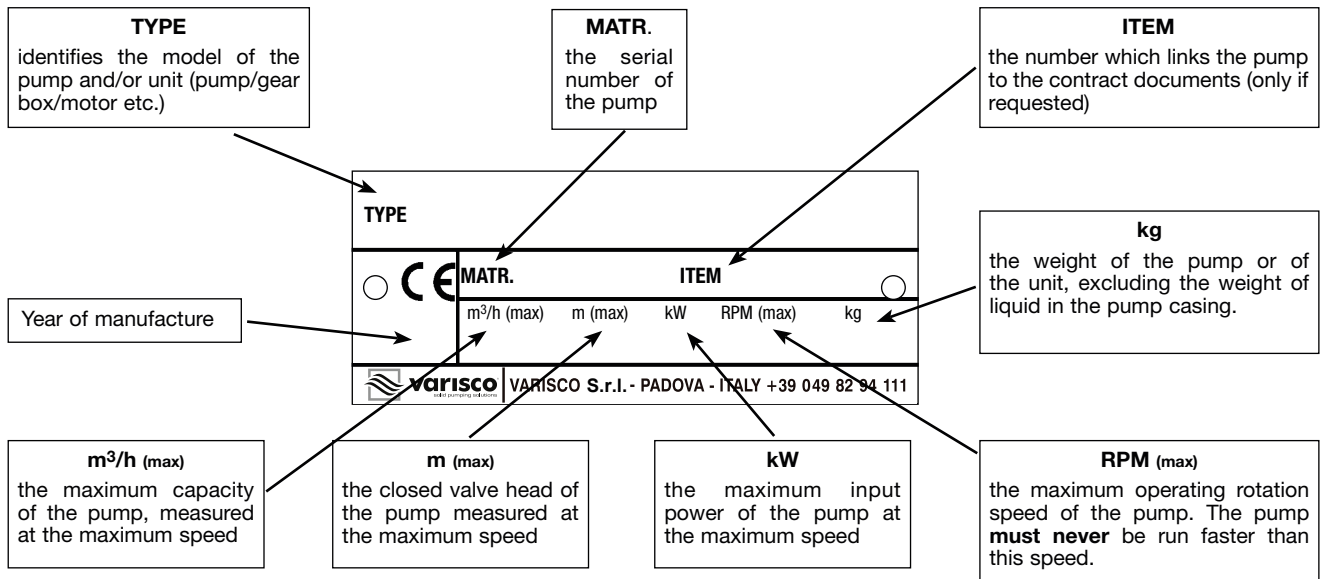 TYPE
identifies the model of the
pump and/or unit (pump/gear
box/motor etc.)
MATR.
the serial
number of
the pump
ITEM
the number which links the pump
to the contract documents (only if
requested)
TYPE
MATR. ITEM
m³/h (max) m (max) kW RPM (max) kg
CE
varisco
solid pumping solutions
VARISCO S.r.l. - PADOVA - ITALY +39 049 82 94 111
Year of manufacture
kg
the weight of the pump or of
the unit, excluding the weight of
liquid in the pump casing.
m³/h (max)
the maximum capacity
of the pump, measured
at the maximum speed
m (max)
the closed valve head of
the pump measured at
the maximum speed
kW
the maximum input
power of the pump at
the maximum speed
RPM (max)
the maximum operating rotation
speed of the pump. The pump
must never be run faster than
this speed.